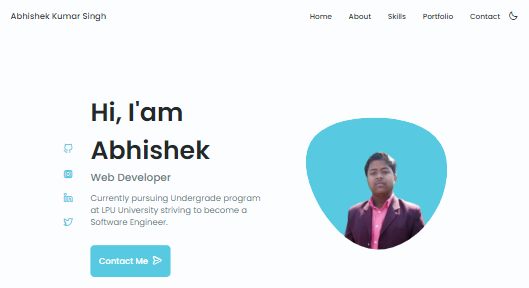 Abhishek Kumar Singh
Home About Skills Portfolio Contact
Hi, I'am
Abhishek
Web Developer
Currently pursuing Undergrade program
at LPU University striving to become a
Software Engineer.
Contact Me